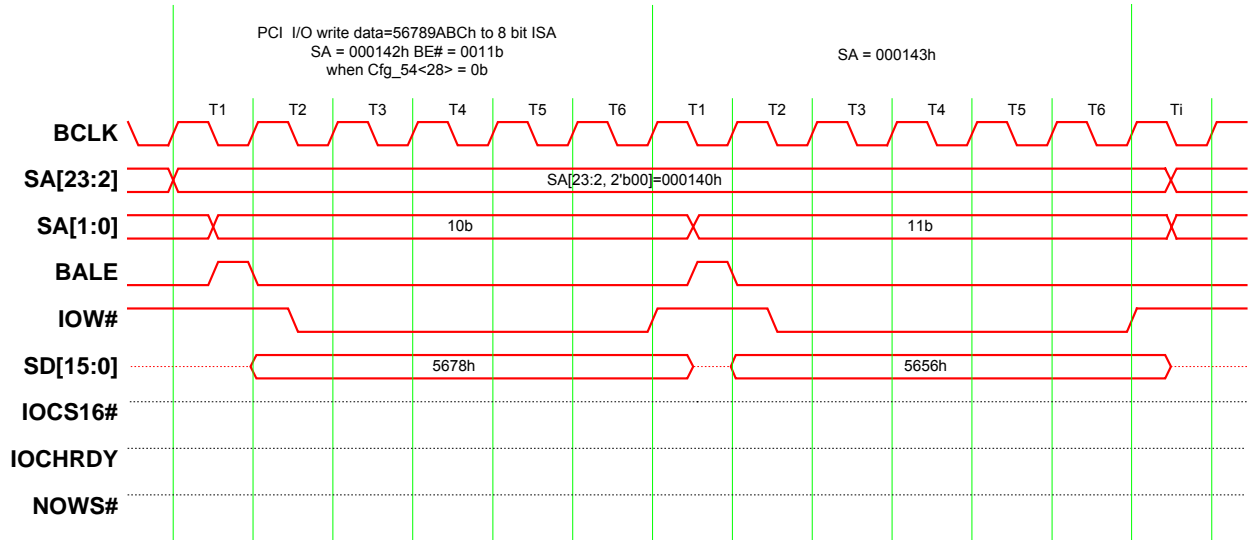 PCI I/O write data=56789ABCh to 8 bit ISA
SA = 000142h BE# = 0011b
when Cfg_54<28> = 0b
SA = 000143h
T1 T2 T3 T4 T5 T6 T1 T2 T3 T4 T5 T6 Ti
BCLK
SA[23:2] SA[23:2, 2'b00]=000140h
SA[1:0] 10b 11b
BALE
IOW#
SD[15:0] 5678h 5656h
IOCS16#
IOCHRDY
NOWS#